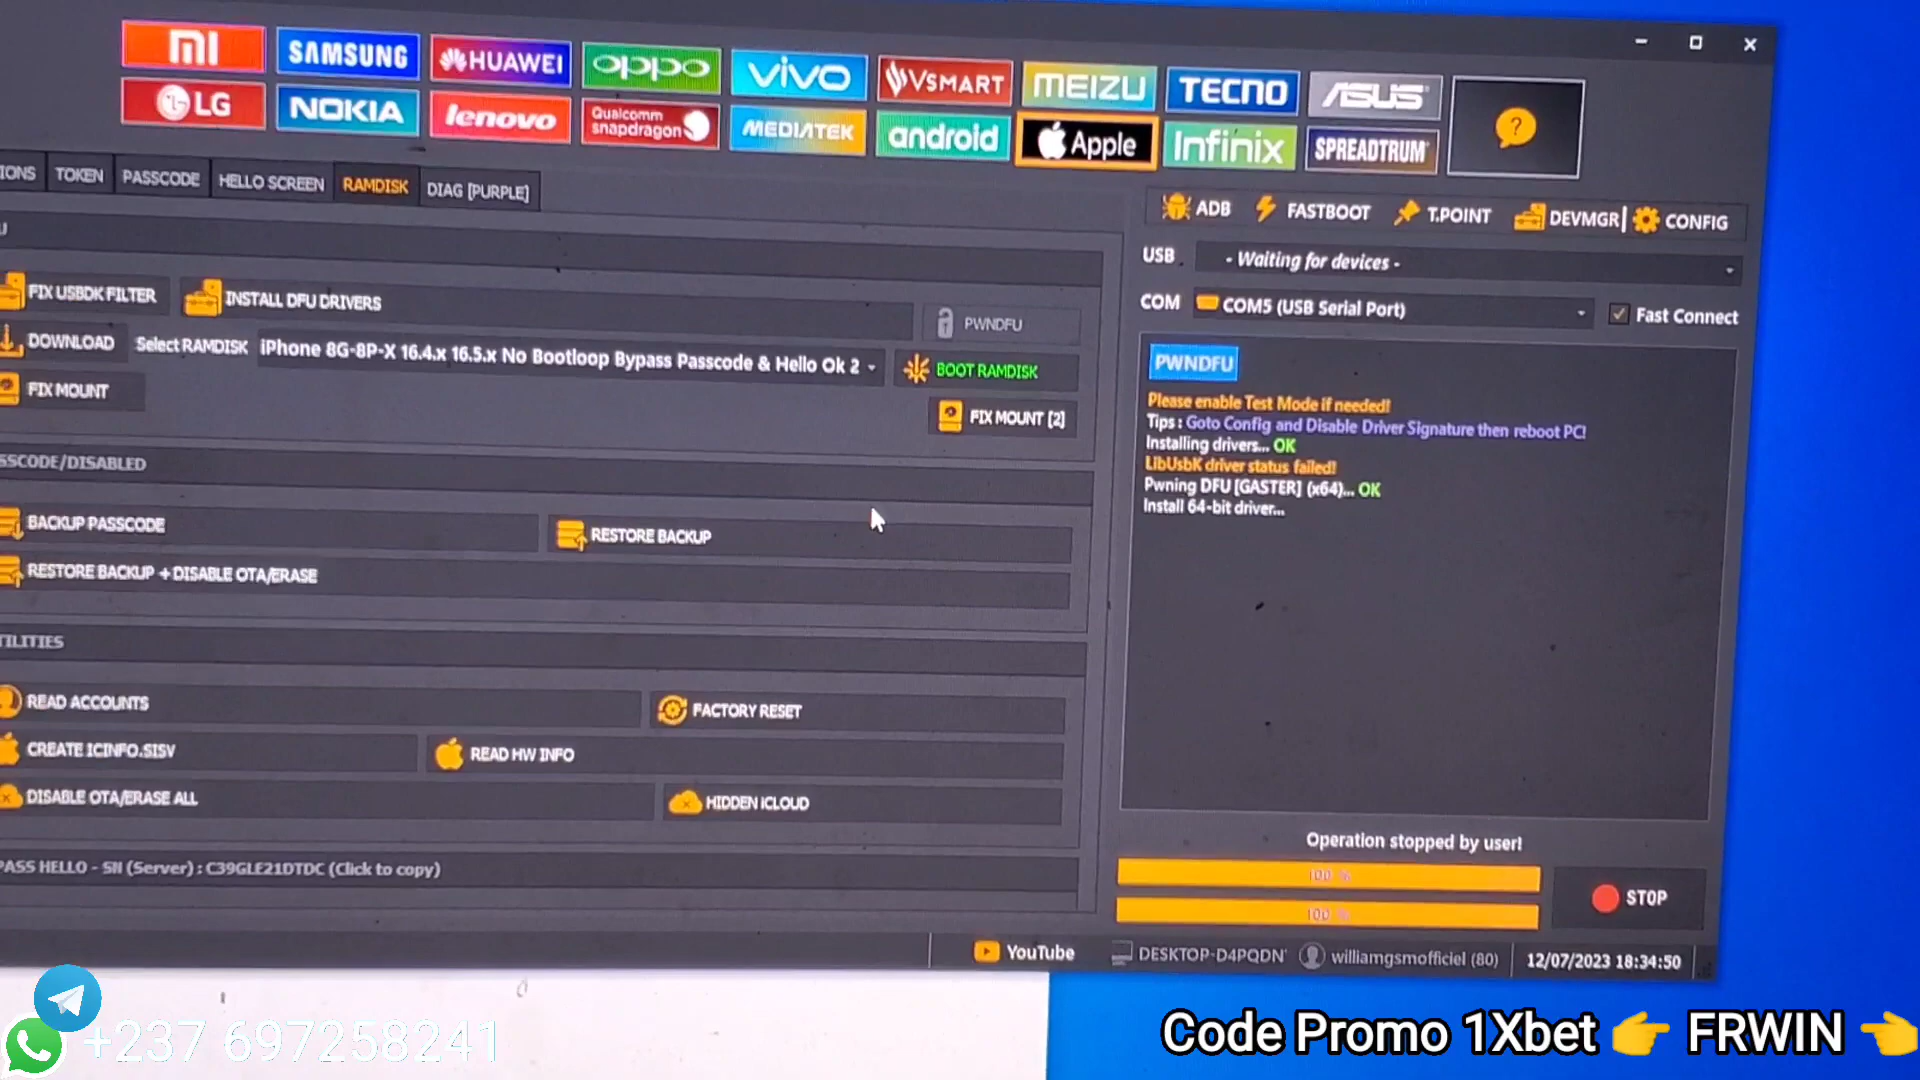 MI SAMSUNG HUAWEI oppo vivo VSMART MEIZU TECNO ASUS
LG NOKIA lenovo Qualcomm snapdragon MEDIATEK android Apple Infinix SPREADTRUM
?
IONS TOKEN PASSCODE HELLO SCREEN RAMDISK DIAG [PURPLE]
ADB FASTBOOT T.POINT DEVMGR CONFIG
USB - Waiting for devices -
COM COM5 (USB Serial Port) Fast Connect
FIX USBDK FILTER INSTALL DFU DRIVERS
PWNDFU
DOWNLOAD Select RAMDISK iPhone 8G-8P-X 16.4.x 16.5.x No Bootloop Bypass Passcode & Hello Ok 2 BOOT RAMDISK
FIX MOUNT FIX MOUNT [2]
SSCODE/DISABLED
BACKUP PASSCODE RESTORE BACKUP
RESTORE BACKUP + DISABLE OTA/ERASE
TILITIES
READ ACCOUNTS FACTORY RESET
CREATE ICINFO.SISV READ HW INFO
DISABLE OTA/ERASE ALL HIDDEN ICLOUD
PASS HELLO - SN (Server) : C39GLE21DTDC (Click to copy)
PWNDFU
Please enable Test Mode if needed!
Tips : Goto Config and Disable Driver Signature then reboot PC!
Installing drivers... OK
LibUsbK driver status failed!
Pwning DFU [GASTER] (x64)... OK
Install 64-bit driver...
Operation stopped by user!
100 %
100 %
STOP
YouTube DESKTOP-D4PQDN williamgsmofficiel (80) 12/07/2023 18:34:50
+237 697258241
Code Promo 1Xbet 👉 FRWIN 👈